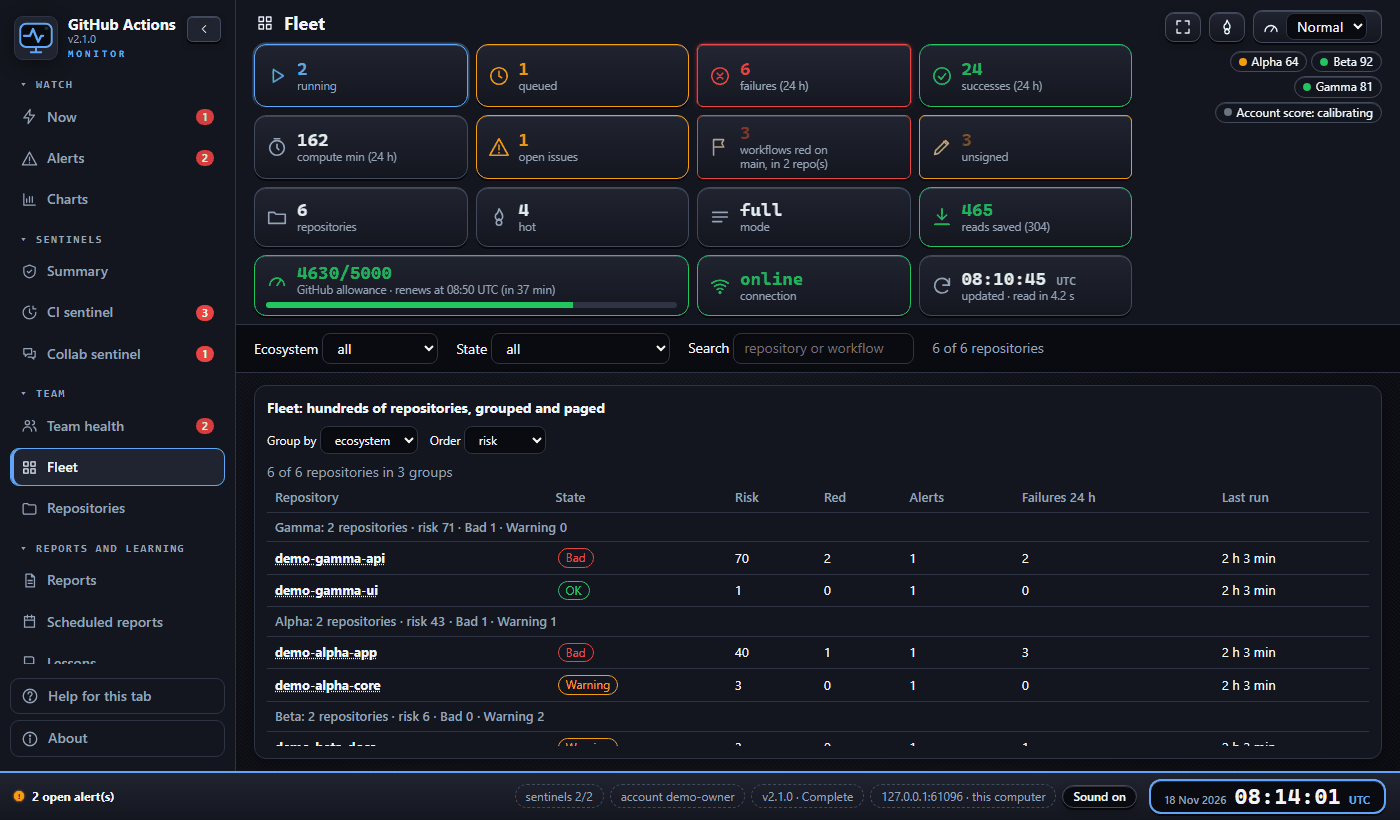 GitHub Actions
v2.1.0
MONITOR
WATCH
Now 1
Alerts 2
Charts
SENTINELS
Summary
CI sentinel 3
Collab sentinel 1
TEAM
Team health 2
Fleet
Repositories
REPORTS AND LEARNING
Reports
Scheduled reports
Lessons
Help for this tab
About
Fleet
Normal
Alpha 64
Beta 92
Gamma 81
Account score: calibrating
2
running
1
queued
6
failures (24 h)
24
successes (24 h)
162
compute min (24 h)
1
open issues
3
workflows red on
main, in 2 repo(s)
3
unsigned
6
repositories
4
hot
full
mode
465
reads saved (304)
4630/5000
GitHub allowance · renews at 08:50 UTC (in 37 min)
online
connection
08:10:45 UTC
updated · read in 4.2 s
Ecosystem all State all Search repository or workflow 6 of 6 repositories
Fleet: hundreds of repositories, grouped and paged
Group by ecosystem Order risk
6 of 6 repositories in 3 groups
Repository State Risk Red Alerts Failures 24 h Last run
Gamma: 2 repositories · risk 71 · Bad 1 · Warning 0
demo-gamma-api Bad 70 2 1 2 2 h 3 min
demo-gamma-ui OK 1 0 1 0 2 h 3 min
Alpha: 2 repositories · risk 43 · Bad 1 · Warning 1
demo-alpha-app Bad 40 1 1 3 2 h 3 min
demo-alpha-core Warning 3 0 1 0 2 h 3 min
Beta: 2 repositories · risk 6 · Bad 0 · Warning 2
2 open alert(s)
sentinels 2/2
account demo-owner
v2.1.0 · Complete
127.0.0.1:61096 · this computer
Sound on
18 Nov 2026 08:14:01 UTC